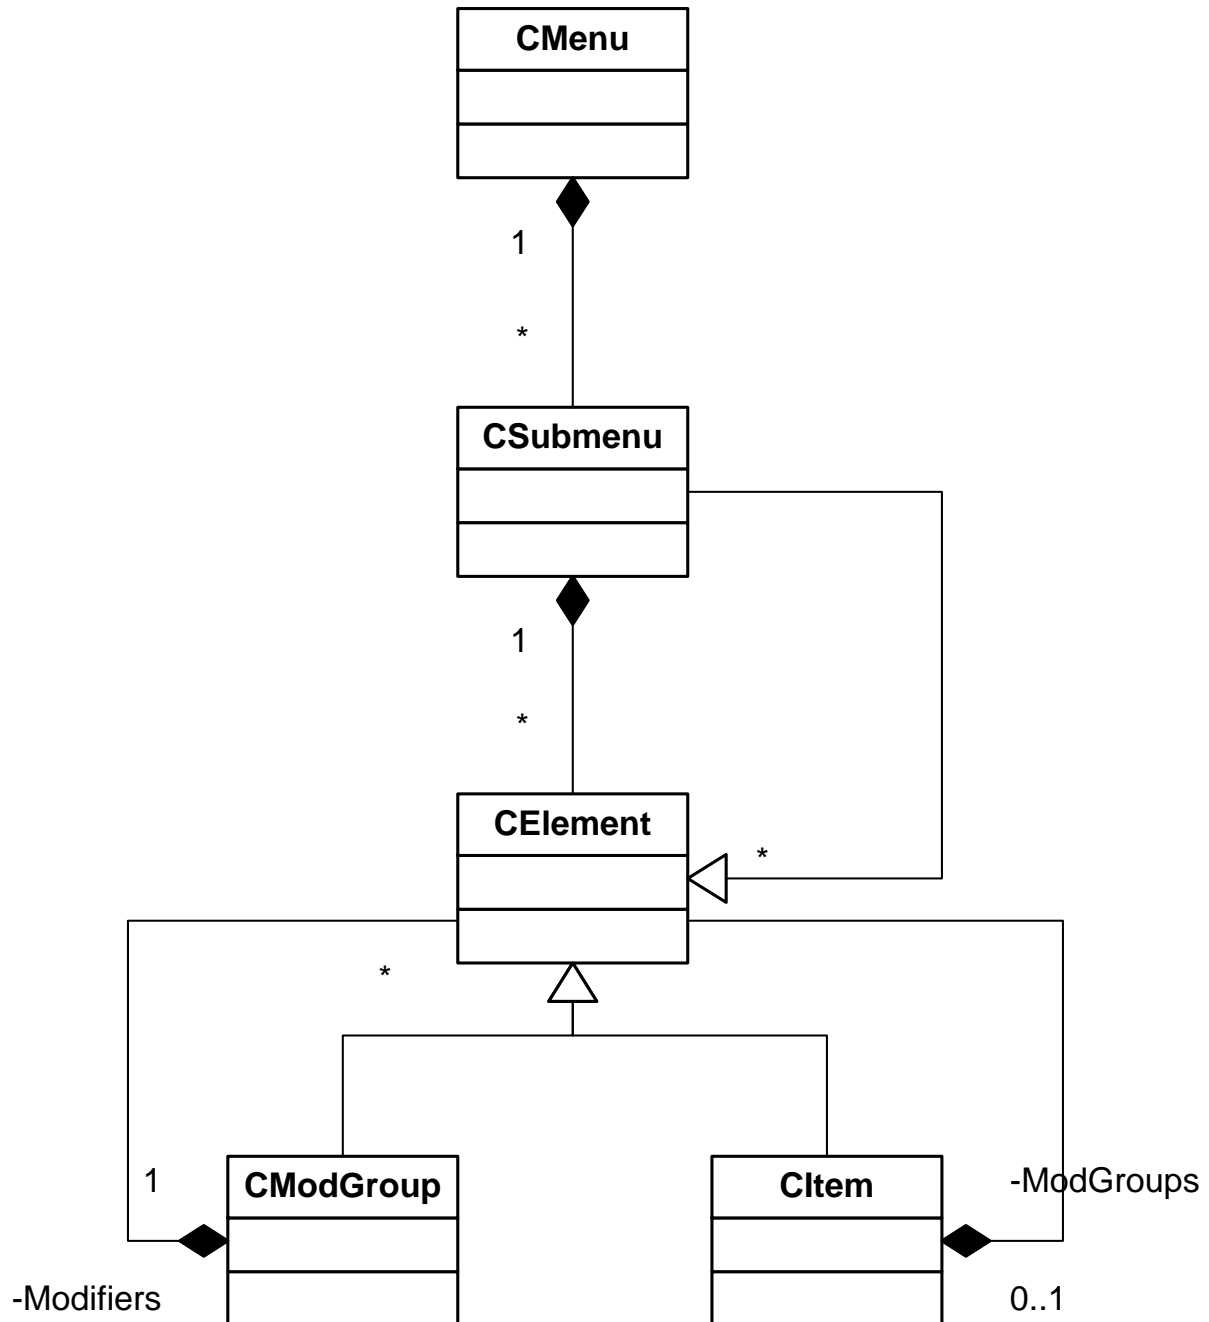 CMenu
1
*
CSubmenu
1
*
CElement
*
*
1
CModGroup
CItem
-ModGroups
-Modifiers
0..1